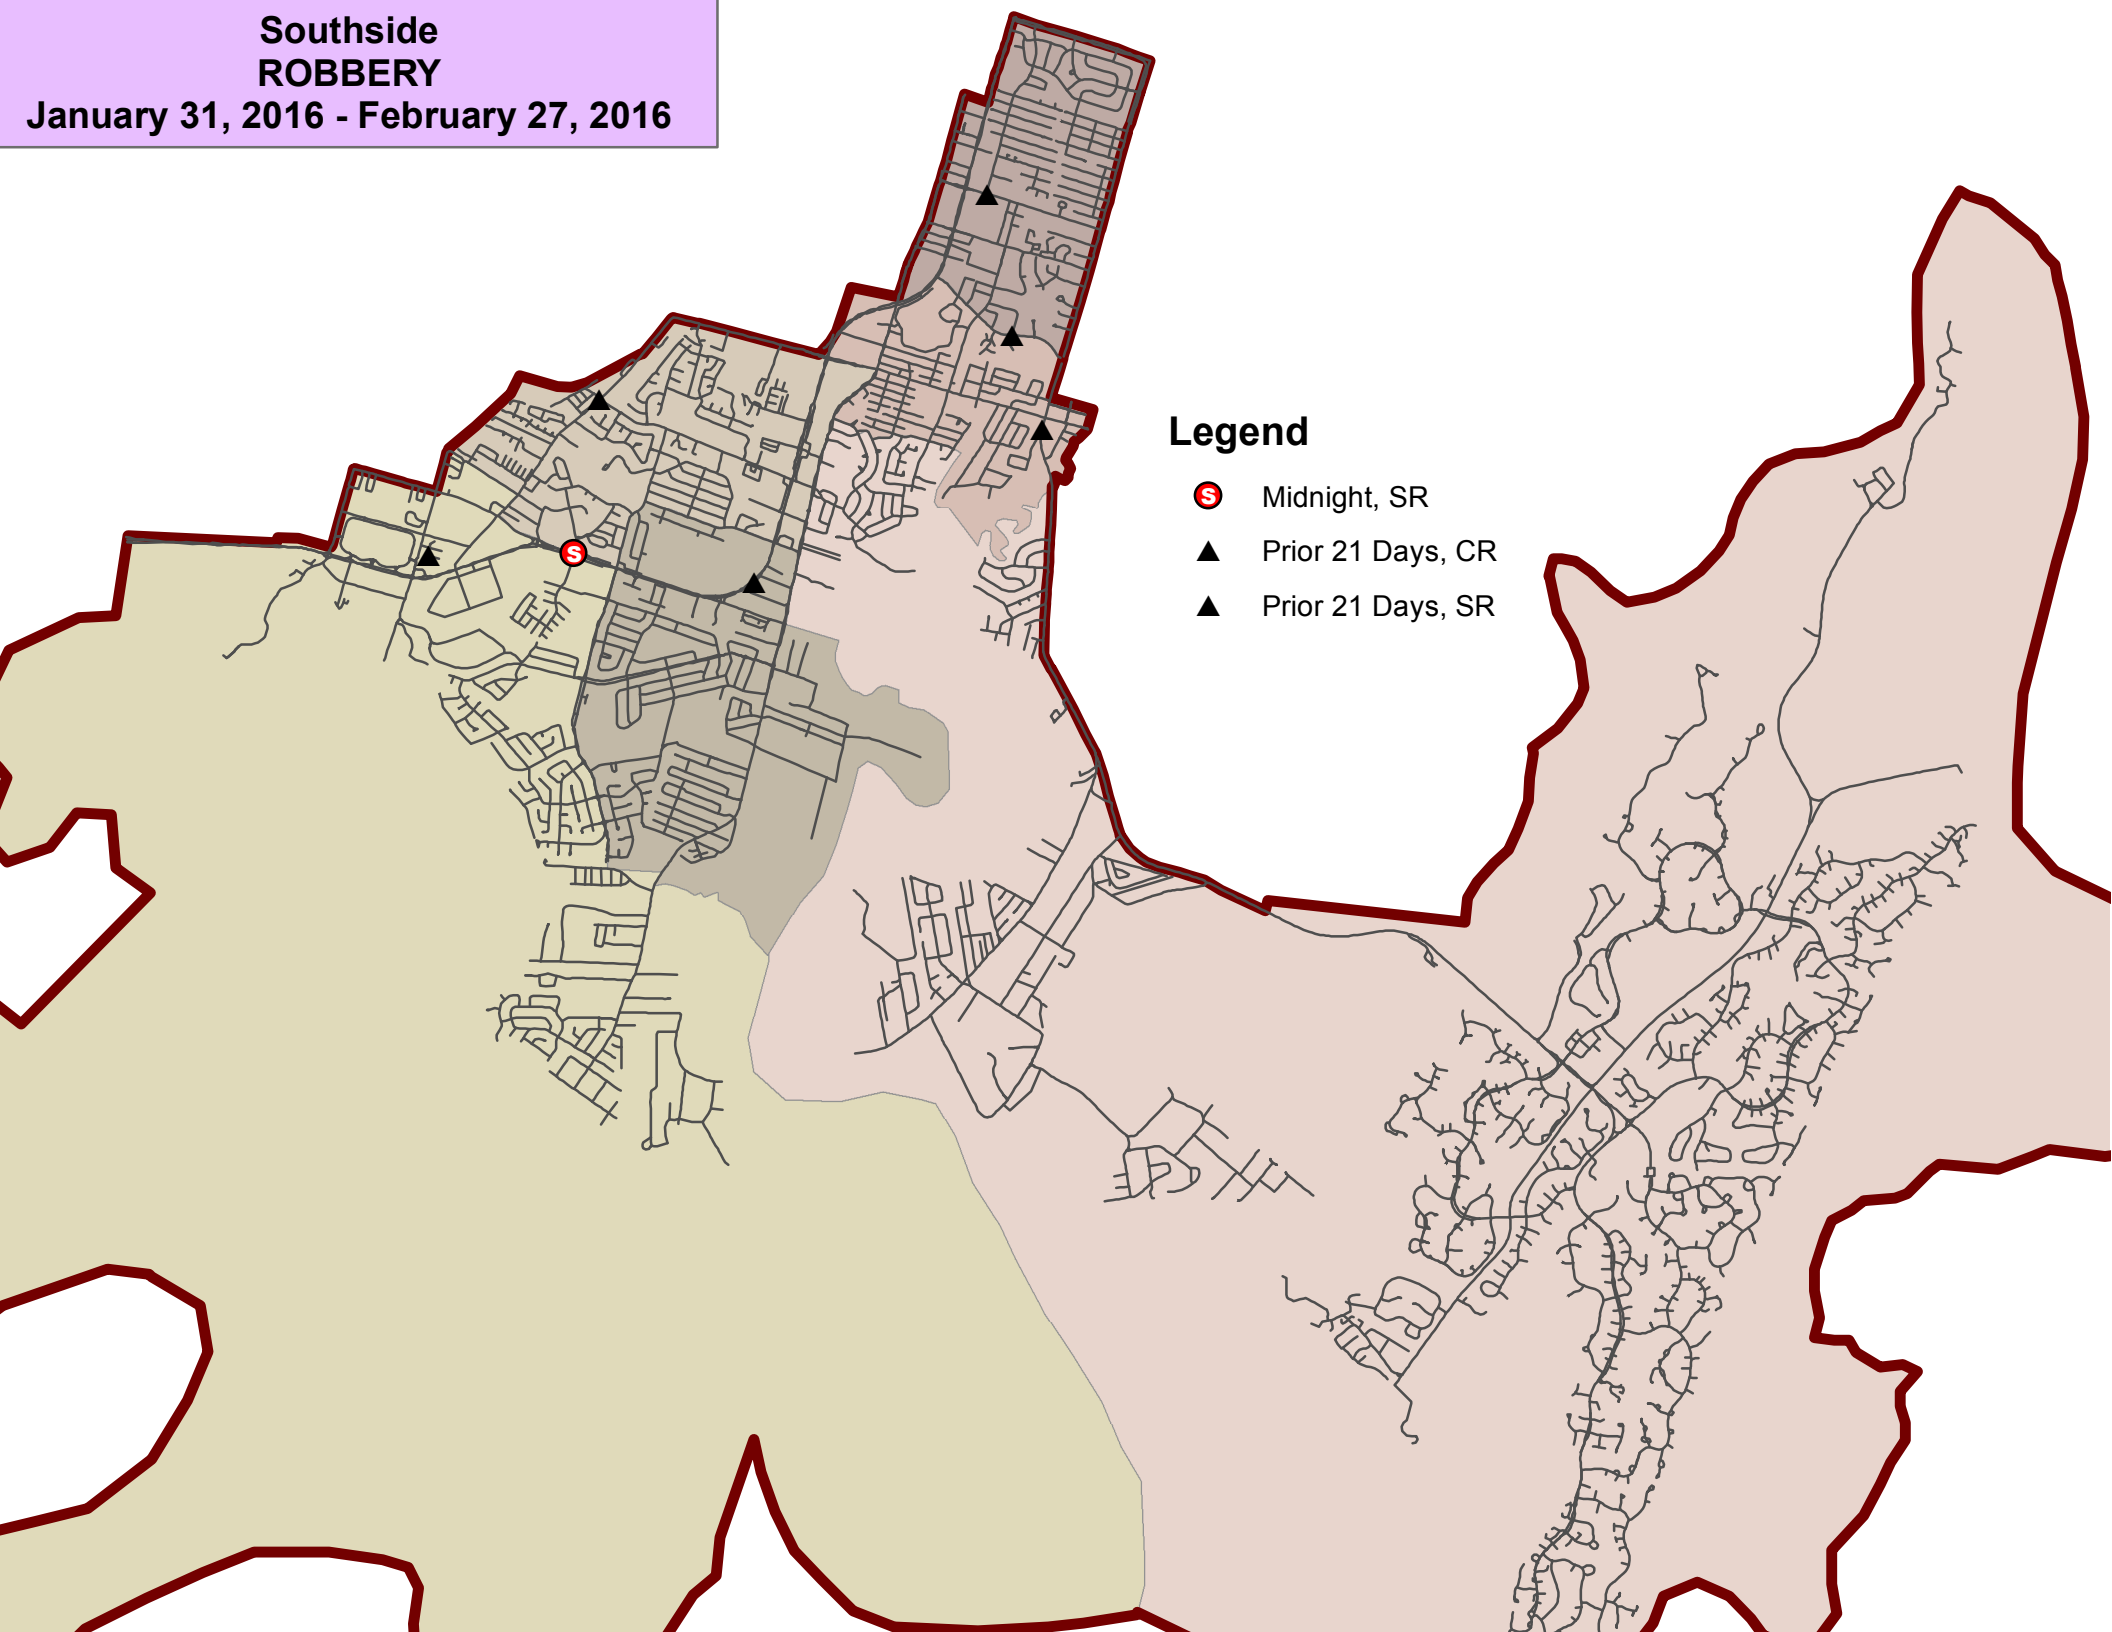 Southside
ROBBERY
January 31, 2016 - February 27, 2016
Legend
S Midnight, SR
Prior 21 Days, CR
Prior 21 Days, SR
S